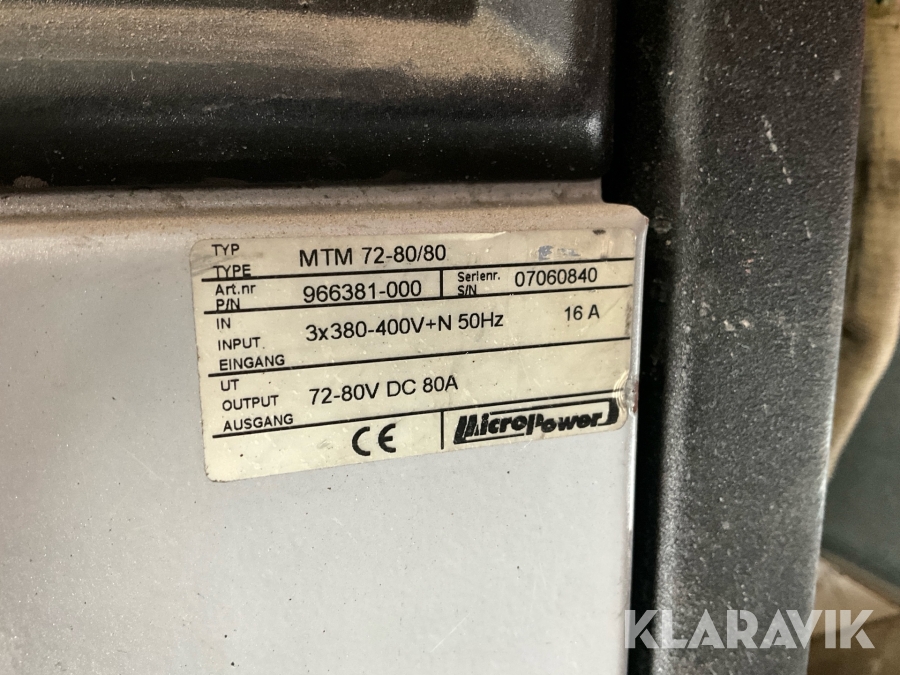 TYP
TYPE MTM 72-80/80
Art.nr
P/N 966381-000 Serienr.
S/N 07060840
IN
INPUT 3x380-400V+N 50Hz 16 A
EINGANG
UT
OUTPUT 72-80V DC 80A
AUSGANG
CE MicroPower
KLARAVIK